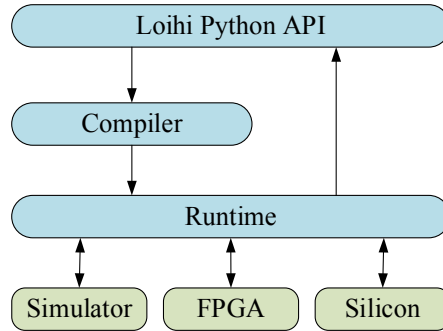 Loihi Python API
Compiler
Runtime
Simulator
FPGA
Silicon